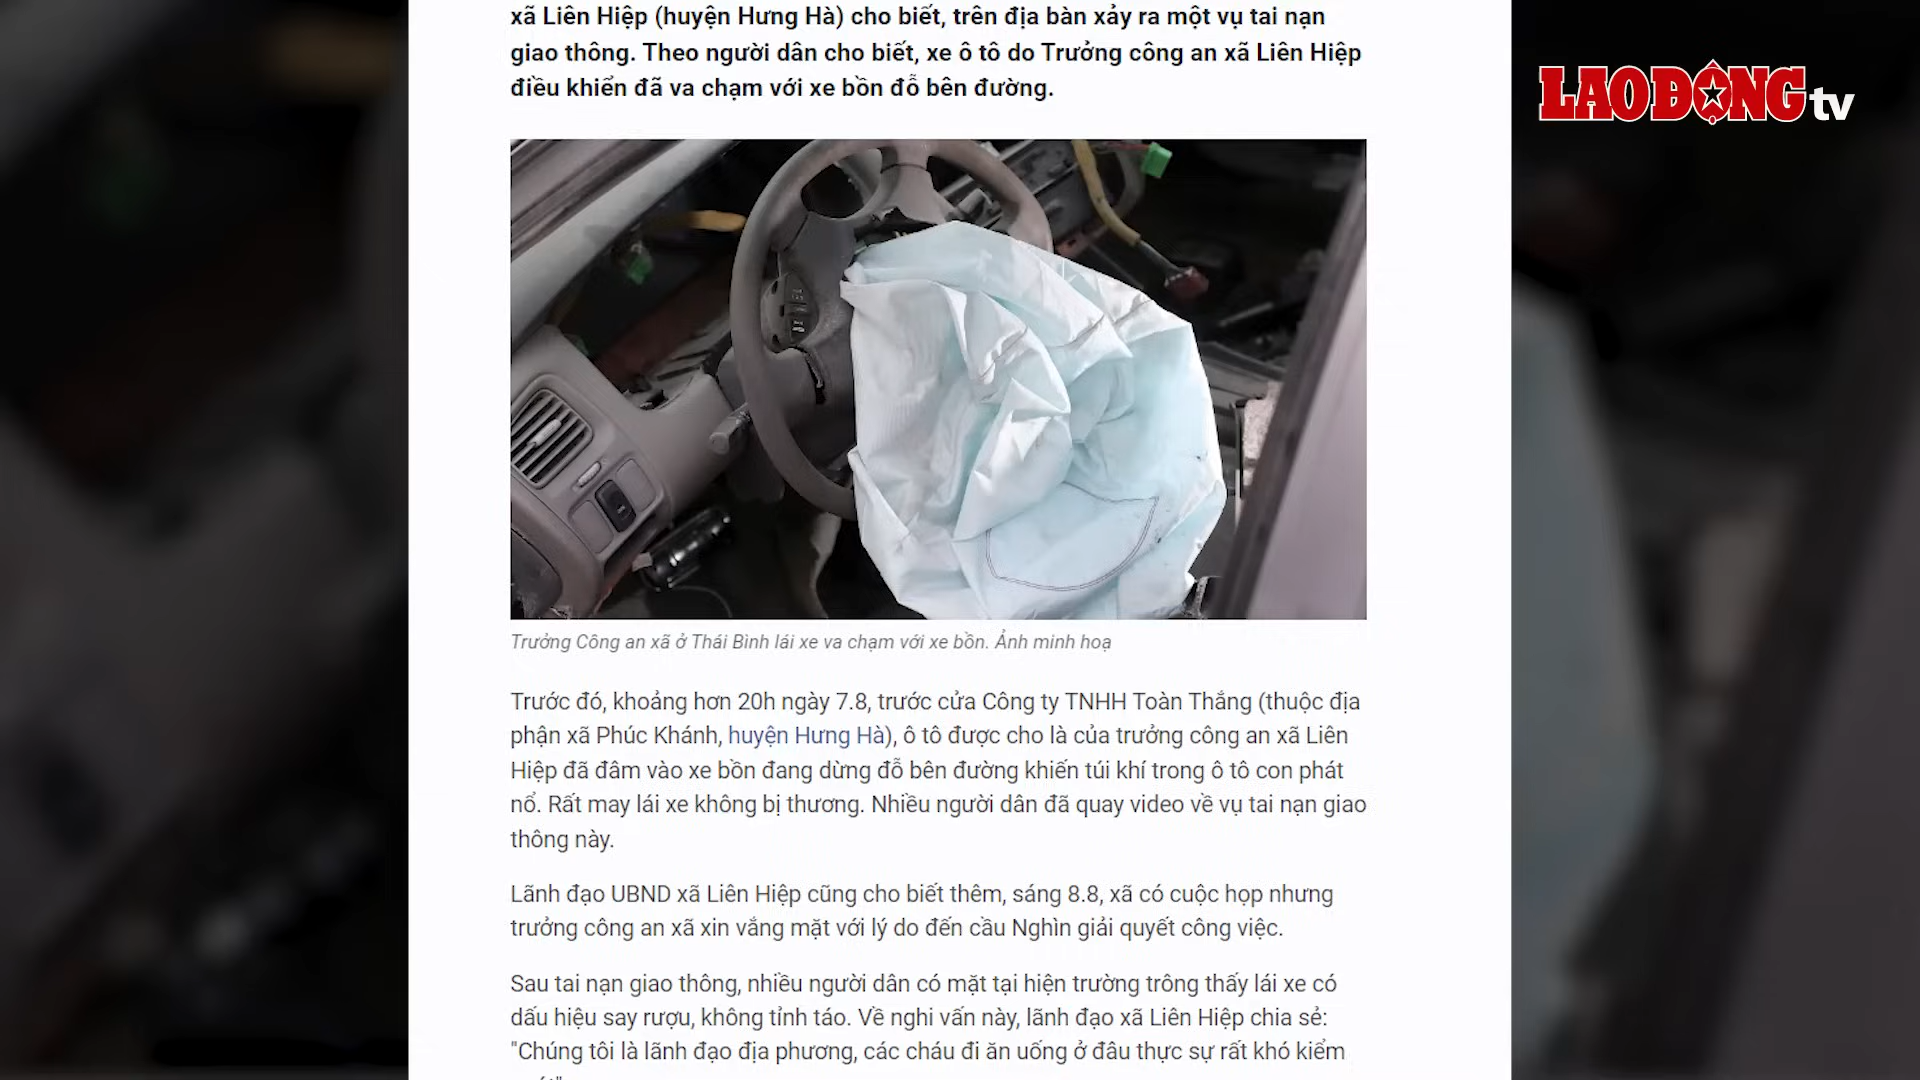 xã Liên Hiệp (huyện Hưng Hà) cho biết, trên địa bàn xảy ra một vụ tai nạn
giao thông. Theo người dân cho biết, xe ô tô do Trưởng công an xã Liên Hiệp
điều khiển đã va chạm với xe bồn đỗ bên đường.
LAO ĐỘNG tv
Trưởng Công an xã ở Thái Bình lái xe va chạm với xe bồn. Ảnh minh hoạ
Trước đó, khoảng hơn 20h ngày 7.8, trước cửa Công ty TNHH Toàn Thắng (thuộc địa
phận xã Phúc Khánh, huyện Hưng Hà), ô tô được cho là của trưởng công an xã Liên
Hiệp đã đâm vào xe bồn đang dừng đỗ bên đường khiến túi khí trong ô tô con phát
nổ. Rất may lái xe không bị thương. Nhiều người dân đã quay video về vụ tai nạn giao
thông này.
Lãnh đạo UBND xã Liên Hiệp cũng cho biết thêm, sáng 8.8, xã có cuộc họp nhưng
trưởng công an xã xin vắng mặt với lý do đến cầu Nghìn giải quyết công việc.
Sau tai nạn giao thông, nhiều người dân có mặt tại hiện trường trông thấy lái xe có
dấu hiệu say rượu, không tỉnh táo. Về nghi vấn này, lãnh đạo xã Liên Hiệp chia sẻ:
"Chúng tôi là lãnh đạo địa phương, các cháu đi ăn uống ở đâu thực sự rất khó kiểm